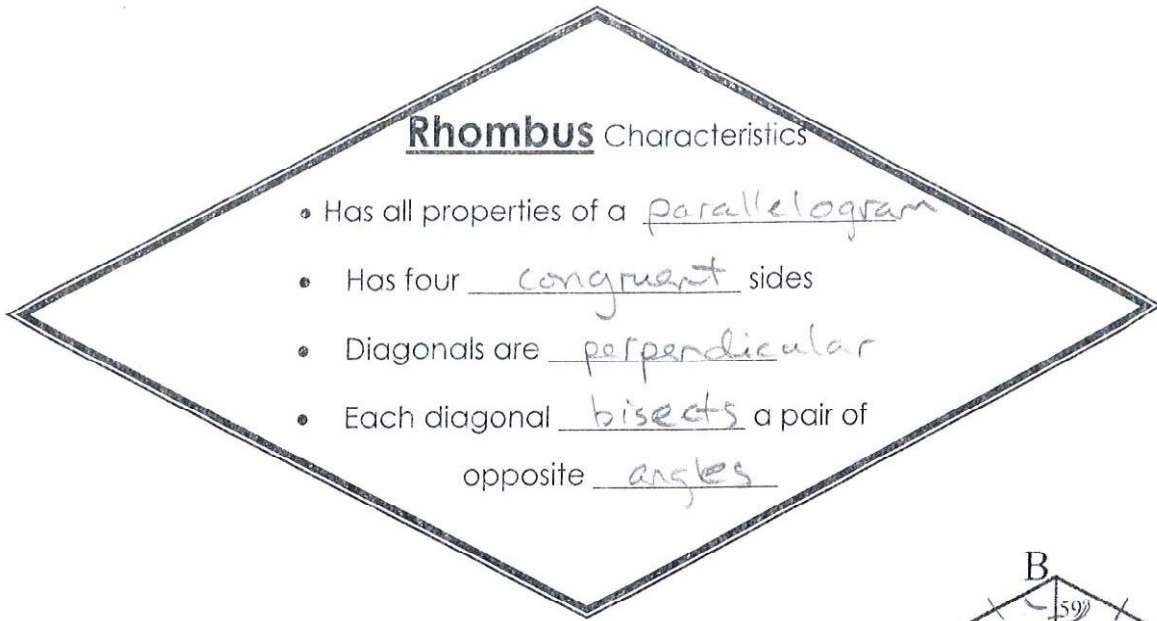 Rhombus Characteristics
• Has all properties of a parallelogram
• Has four congruent sides
• Diagonals are perpendicular
• Each diagonal bisects a pair of
opposite angles
B
59